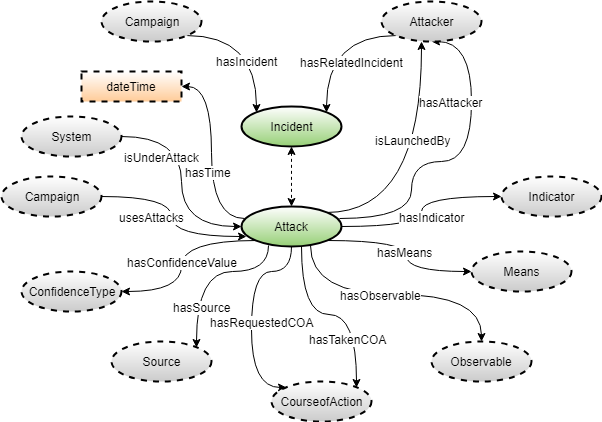 Campaign
Attacker
hasIncident
hasRelatedIncident
dateTime
hasAttacker
Incident
System
isLaunchedBy
isUnderAttack
hasTime
Campaign
Indicator
usesAttacks
hasIndicator
Attack
hasMeans
hasConfidenceValue
Means
ConfidenceType
hasObservable
hasSource
hasRequestedCOA
hasTakenCOA
Source
Observable
CourseofAction